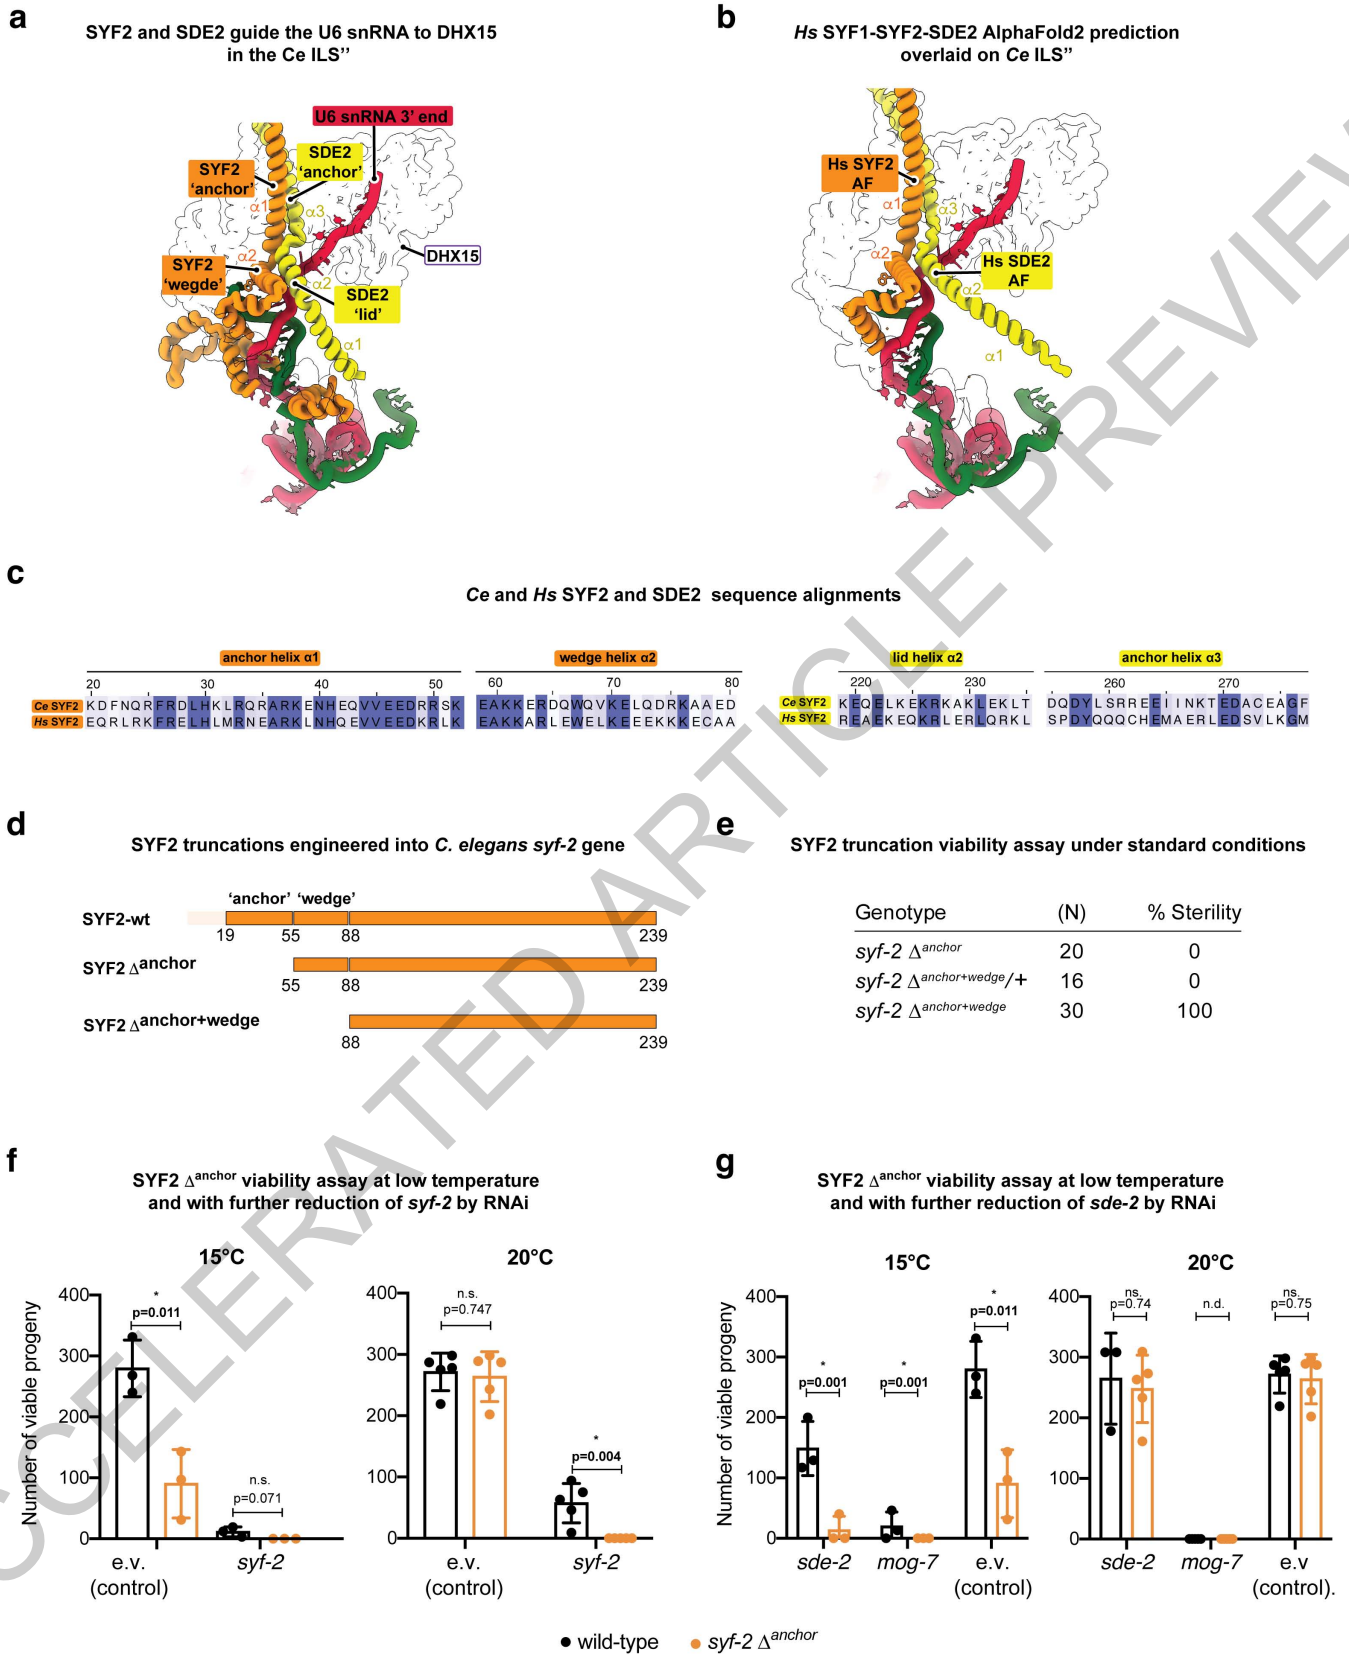 a
SYF2 and SDE2 guide the U6 snRNA to DHX15
in the Ce ILS’’
U6 snRNA 3’ end
SDE2
‘anchor’
SYF2
‘anchor’
α1
α3
DHX15
α2
SYF2
‘wegde’
α2
SDE2
‘lid’
α1
b
Hs SYF1-SYF2-SDE2 AlphaFold2 prediction
overlaid on Ce ILS’’
Hs SYF2
AF
α1
α3
α2
Hs SDE2
AF
α2
α1
c
Ce and Hs SYF2 and SDE2 sequence alignments
anchor helix α1
wedge helix α2
lid helix α2
anchor helix α3
20 30 40 50 60 70 80 220 230 260 270
Ce SYF2 KDFNQRFRDLHKLRQEARKENHEQVVEEDRRSK EAKKERDQWQVKELQDRKAAED Ce SYF2 KEQELKEKRKAKLEKLT DQDYLSRREEIINKTEDACEAGF
Hs SYF2 EQRLRKFRELHLMRNEARKLNHQEVVEEDKRLK EAKKARLEWELKEEEKKKECAA Hs SYF2 REAEKEQKRLERLQRKL SPDYQQQCHEMAERLEDSVLKGM
d
SYF2 truncations engineered into C. elegans syf-2 gene
‘anchor’ ‘wedge’
SYF2-wt
19 55 88 239
SYF2 Δanchor
55 88 239
SYF2 Δanchor+wedge
88 239
e
SYF2 truncation viability assay under standard conditions
Genotype (N) % Sterility
syf-2 Δanchor 20 0
syf-2 Δanchor+wedge/+ 16 0
syf-2 Δanchor+wedge 30 100
f
SYF2 Δanchor viability assay at low temperature
and with further reduction of syf-2 by RNAi
15°C
20°C
Number of viable progeny
400
300
200
100
0
*
p=0.011
n.s.
p=0.071
e.v.
(control)
syf-2
400
300
200
100
0
n.s.
p=0.747
*
p=0.004
e.v.
(control)
syf-2
g
SYF2 Δanchor viability assay at low temperature
and with further reduction of sde-2 by RNAi
15°C
20°C
Number of viable progeny
400
300
200
100
0
*
p=0.001
*
p=0.001
*
p=0.011
sde-2
mog-7
e.v.
(control)
400
300
200
100
0
ns.
p=0.74
n.d.
ns.
p=0.75
sde-2
mog-7
e.v
(control).
wild-type
syf-2 Δanchor
ACCELERATED ARTICLE PREVIEW